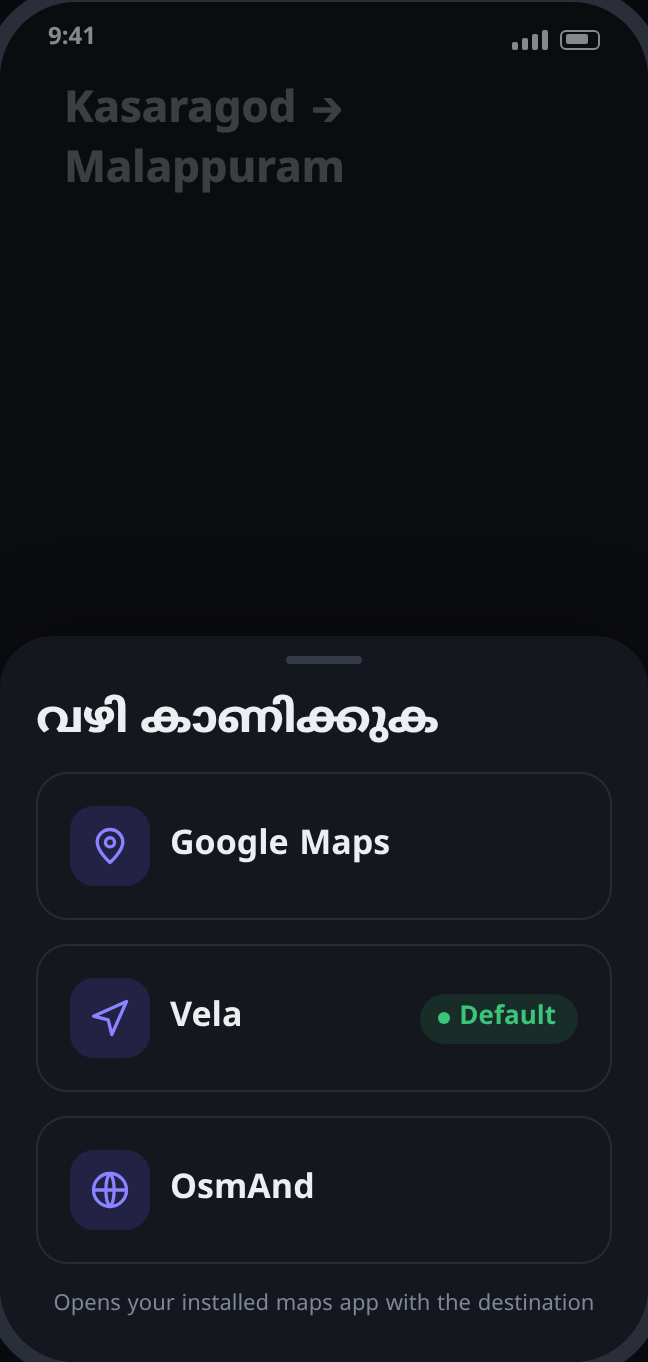 9:41
Kasaragod →
Malappuram
വഴി കാണിക്കുക
Google Maps
Vela
Default
OsmAnd
Opens your installed maps app with the destination